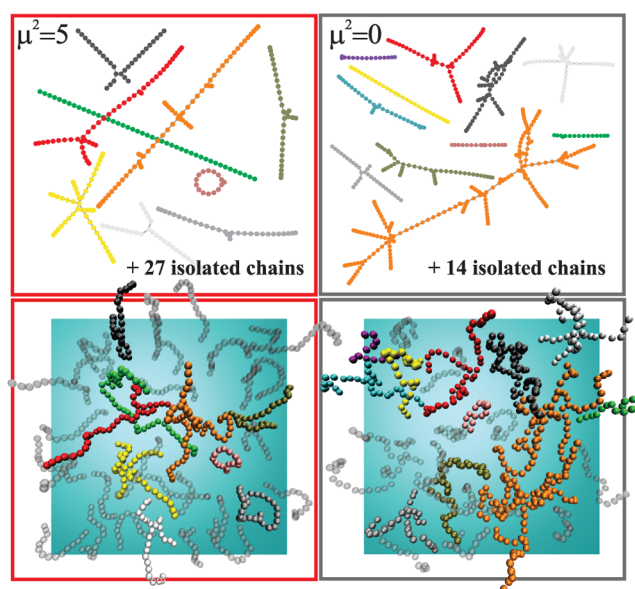 μ²=5
μ²=0
+ 27 isolated chains
+ 14 isolated chains